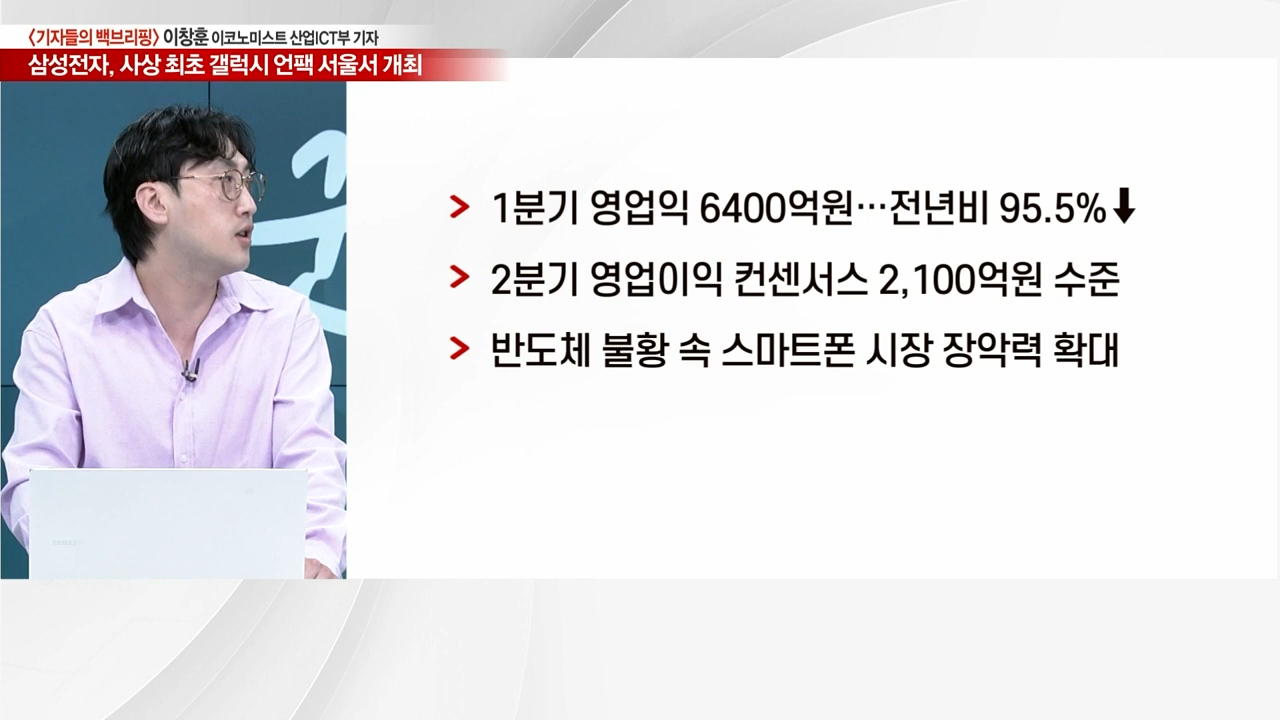 <기자들의 백브리핑> 이창훈 이코노미스트 산업ICT부 기자
삼성전자, 사상 최초 갤럭시 언팩 서울서 개최
> 1분기 영업익 6400억원…전년비 95.5%⬇
> 2분기 영업이익 컨센서스 2,100억원 수준
> 반도체 불황 속 스마트폰 시장 장악력 확대